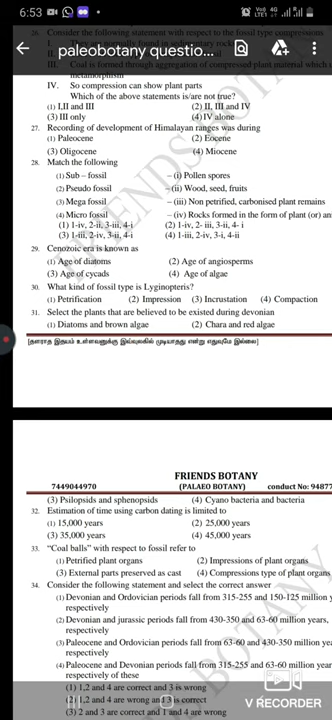 6:53
Vo) 4G
LTE1
paleobotany questio...
26. Consider the following statement with respect to the fossil type compressions
III. Coal is formed through aggregation of compressed plant material which i
metamorphism
IV. So compression can show plant parts
Which of the above statements is/are not true?
(1) I,II and III (2) II, III and IV
(3) III only (4) IV alone
27. Recording of development of Himalayan ranges was during
(1) Paleocene (2) Eocene
(3) Oligocene (4) Miocene
28. Match the following
(1) Sub – fossil – (i) Pollen spores
(2) Pseudo fossil – (ii) Wood, seed, fruits
(3) Mega fossil – (iii) Non petrified, carbonised plant remains
(4) Micro fossil – (iv) Rocks formed in the form of plant (or) an
(1) 1-iv, 2-ii, 3-iii, 4-i (2) 1-iv, 2- iii, 3-ii, 4-i
(3) 1-iii, 2-iv, 3-ii, 4-i (4) 1-iii, 2-iv, 3-i, 4-ii
29. Cenozoic era is known as
(1) Age of diatoms (2) Age of angiosperms
(3) Age of cycads (4) Age of algae
30. What kind of fossil type is Lyginopteris?
(1) Petrification (2) Impression (3) Incrustation (4) Compaction
31. Select the plants that are believed to be existed during devonian
(1) Diatoms and brown algae (2) Chara and red algae
[தளராத இதயம் உள்ளவனுக்கு இவ்வுலகில் முடியாதது என்று எதுவுமே இல்லை]
FRIENDS BOTANY
7449044970 (PALAEO BOTANY) conduct No: 94877
(3) Psilopsids and sphenopsids (4) Cyano bacteria and bacteria
32. Estimation of time using carbon dating is limited to
(1) 15,000 years (2) 25,000 years
(3) 35,000 years (4) 45,000 years
33. “Coal balls” with respect to fossil refer to
(1) Petrified plant organs (2) Impressions of plant organs
(3) External parts preserved as cast (4) Compressions type of plant organs
34. Consider the following statement and select the correct answer
(1) Devonian and Ordovician periods fall from 315-255 and 150-125 million y
respectively
(2) Devonian and jurassic periods fall from 430-350 and 63-60 million years,
respectively
(3) Paleocene and Ordovician periods fall from 63-60 and 430-350 million yea
respectively
(4) Paleocene and Devonian periods fall from 315-255 and 63-60 million year
respectively of these
(1) 1,2 and 4 are correct and 3 is wrong
(2) 1,2 and 4 are wrong and 3 is correct
(3) 2 and 3 are correct and 1 and 4 are wrong
V RECORDER
FRIENDS BOTANY
BOTANY